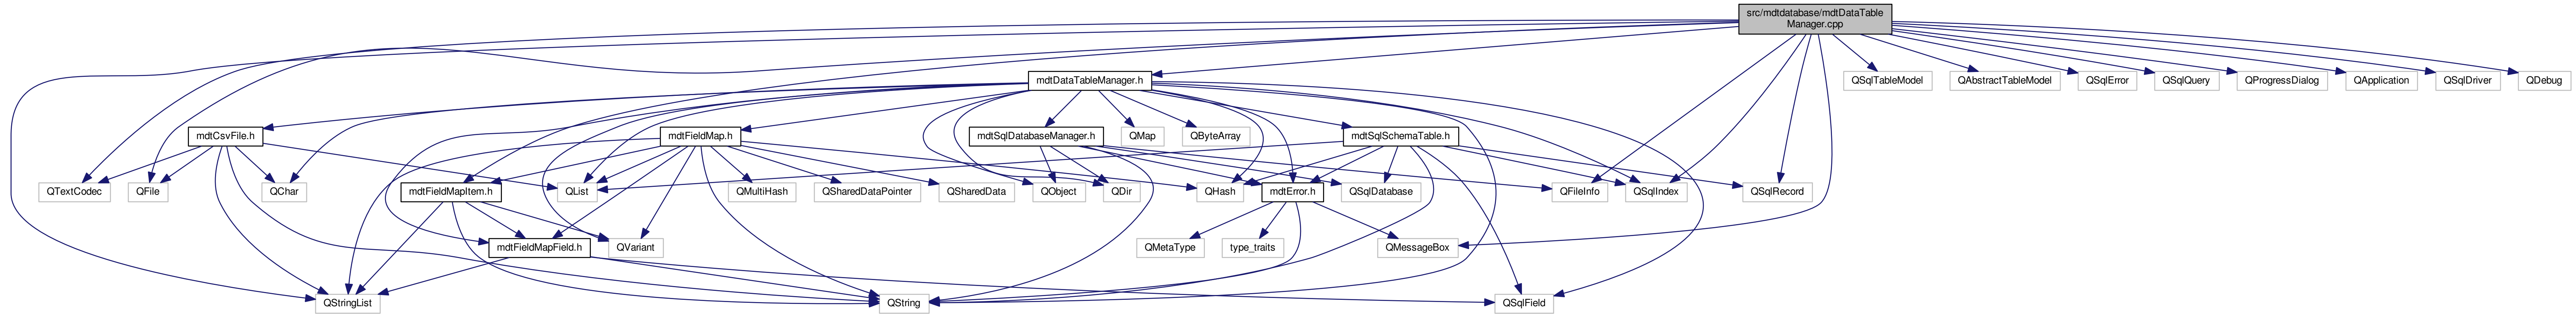 src/mdtdatabase/mdtDataTable
Manager.cpp
mdtDataTableManager.h
QSqlTableModel
QAbstractTableModel
QSqlError
QSqlQuery
QProgressDialog
QApplication
QSqlDriver
QDebug
mdtCsvFile.h
mdtFieldMap.h
mdtSqlDatabaseManager.h
QMap
QByteArray
mdtSqlSchemaTable.h
QTextCodec
QFile
QChar
mdtFieldMapItem.h
QList
QMultiHash
QSharedDataPointer
QSharedData
QObject
QDir
QHash
mdtError.h
QSqlDatabase
QFileInfo
QSqlIndex
QSqlRecord
mdtFieldMapField.h
QVariant
QMetaType
type_traits
QMessageBox
QStringList
QString
QSqlField